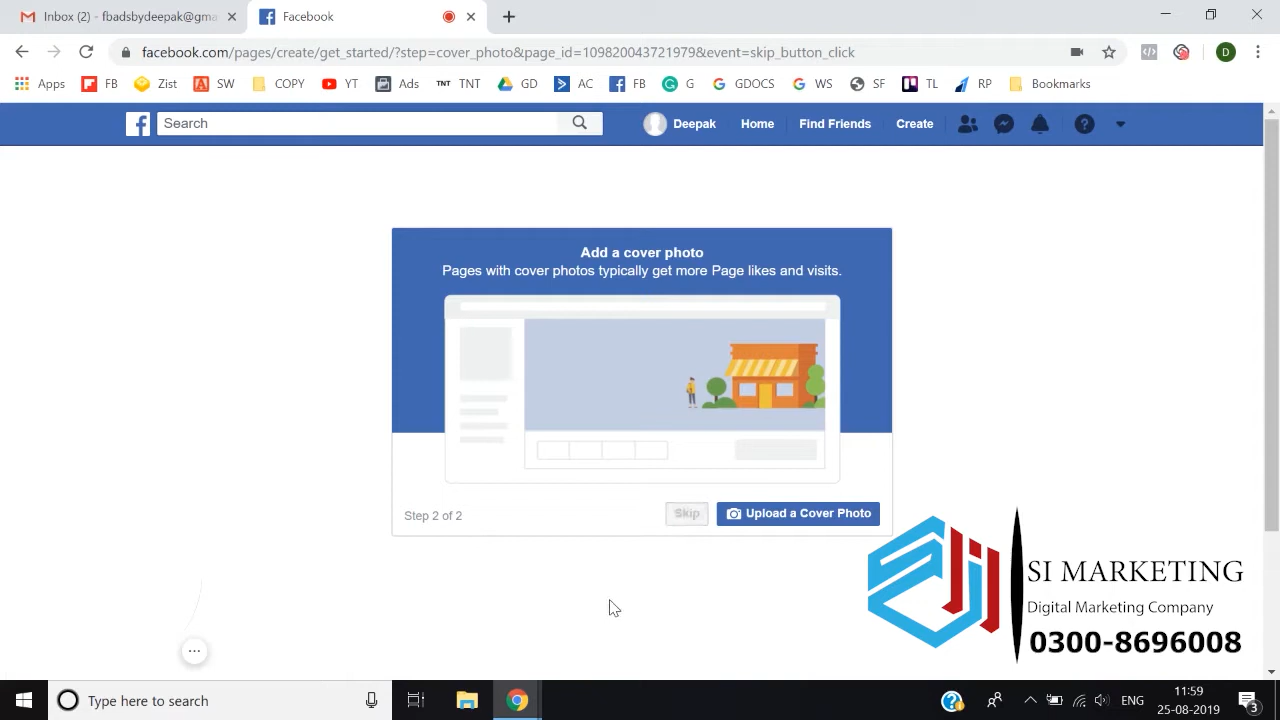 Inbox (2) - fbadsbydeepak@gma
Facebook
facebook.com/pages/create/get_started/?step=cover_photo&page_id=109820043721979&event=skip_button_click
D
Apps FB Zist SW COPY YT Ads TNT TNT GD AC FB G GDOCS WS SF TL RP Bookmarks
Search
Deepak Home Find Friends Create
Add a cover photo
Pages with cover photos typically get more Page likes and visits.
Step 2 of 2
Skip
Upload a Cover Photo
SI MARKETING
Digital Marketing Company
0300-8696008
Type here to search
ENG
11:59
25-08-2019
3